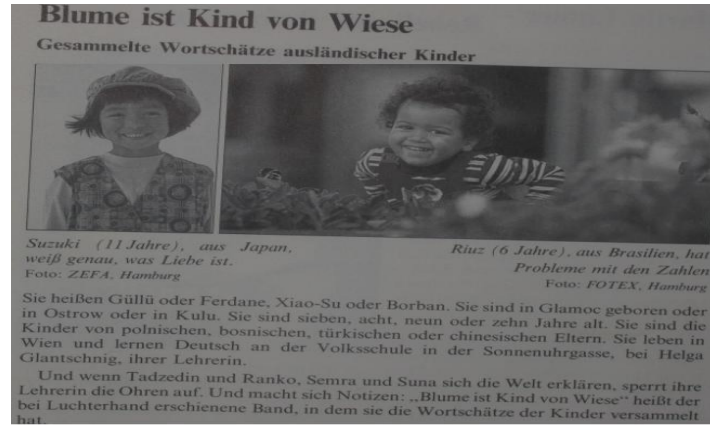 Blume ist Kind von Wiese
Gesammelte Wortschätze ausländischer Kinder
Suzuki (11 Jahre), aus Japan,
weiß genau, was Liebe ist.
Foto: ZEFA, Hamburg
Riuz (6 Jahre), aus Brasilien, hat
Probleme mit den Zahlen
Foto: FOTEX, Hamburg
Sie heißen Güllü oder Ferdane, Xiao-Su oder Borban. Sie sind in Glamoc geboren oder
in Ostrow oder in Kulu. Sie sind sieben, acht, neun oder zehn Jahre alt. Sie sind die
Kinder von polnischen, bosnischen, türkischen oder chinesischen Eltern. Sie leben in
Wien und lernen Deutsch an der Volksschule in der Sonnenuhrgasse, bei Helga
Glantschnig, ihrer Lehrerin.
Und wenn Tadzedin und Ranko, Semra und Suna sich die Welt erklären, sperrt ihre
Lehrerin die Ohren auf. Und macht sich Notizen: „Blume ist Kind von Wiese“ heißt der
bei Luchterhand erschienene Band, in dem sie die Wortschätze der Kinder versammelt
hat.